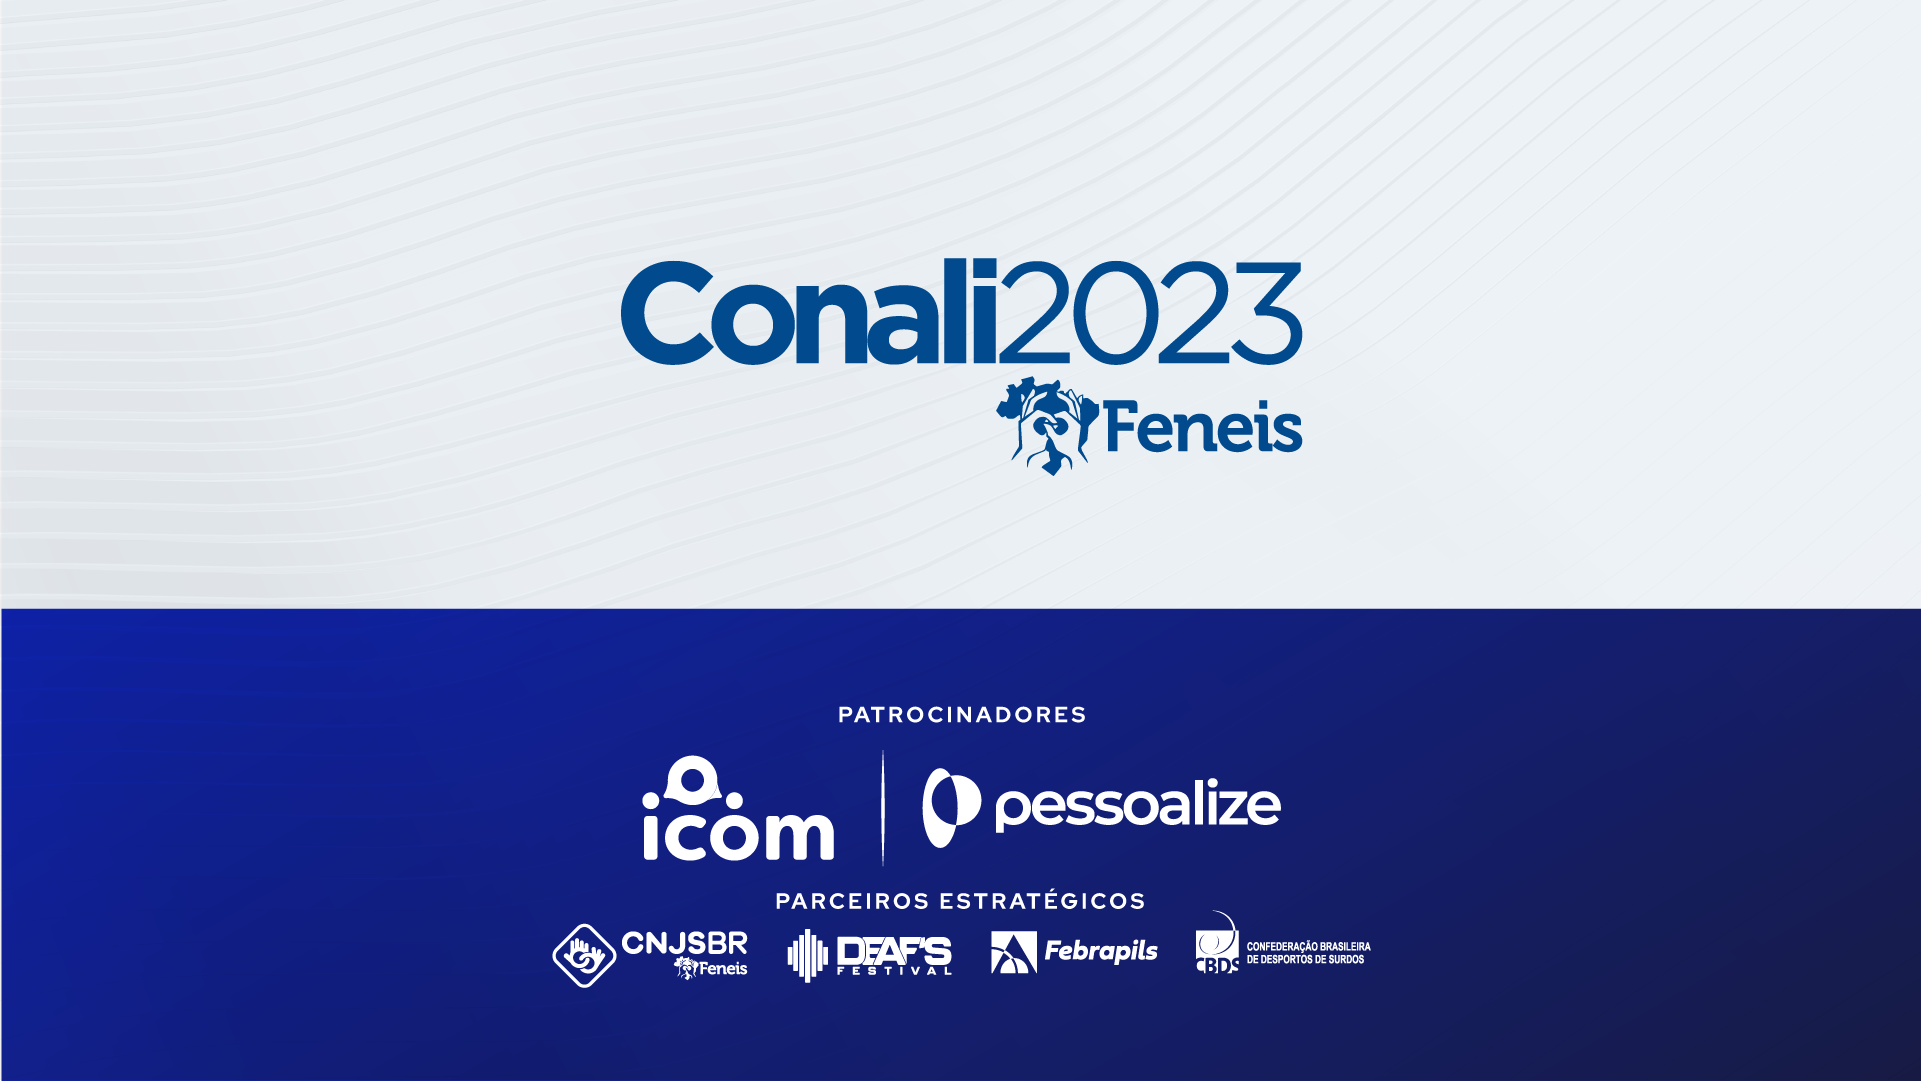 Conali2023
Feneis
PATROCINADORES
icom
pessoalize
PARCEIROS ESTRATÉGICOS
CNJSBR
Feneis
DEAF'S
FESTIVAL
Febrapils
CBDS
CONFEDERAÇÃO BRASILEIRA
DE DESPORTOS DE SURDOS